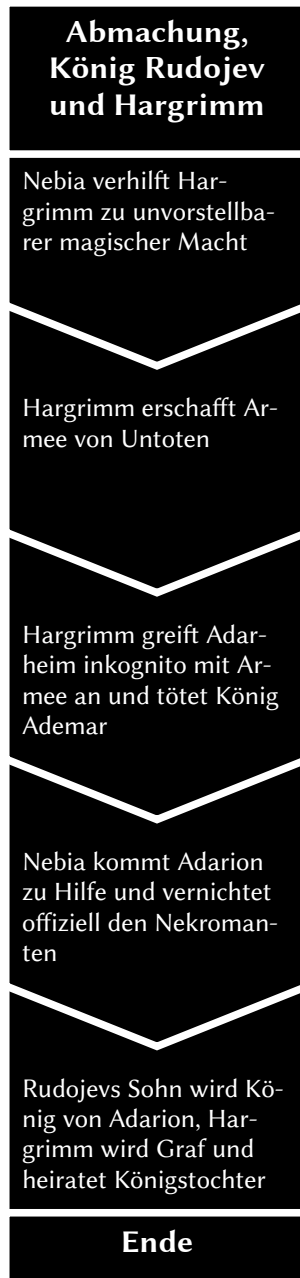 Abmachung,
König Rudojev
und Hargrimm
Nebia verhilft Har-
grimm zu unvorstellba-
rer magischer Macht
Hargrimm erschafft Ar-
mee von Untoten
Hargrimm greift Adar-
heim inkognito mit Ar-
mee an und tötet König
Ademar
Nebia kommt Adarion
zu Hilfe und vernichtet
offiziell den Nekroman-
ten
Rudojevs Sohn wird Kö-
nig von Adarion, Har-
grimm wird Graf und
heiratet Königstochter
Ende